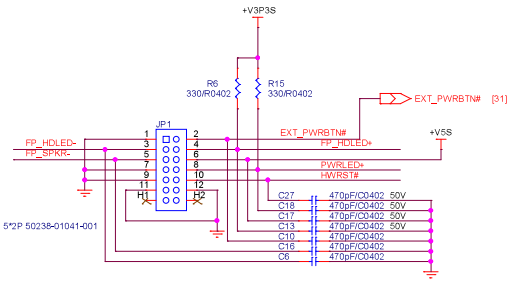 +V3P3S
R6
330/R0402
R15
330/R0402
EXT_PWRBTN# [31]
JP1
1 2 EXT_PWRBTN#
+V5S
FP_HDLED- 3 4 FP_HDLED+
FP_SPKR- 5 6
7 8 PWRLED+
9 10 HWRST#
11 12
H1 H2
5*2P 50238-01041-001
C27 470pF/C0402 50V
C18 470pF/C0402 50V
C17 470pF/C0402 50V
C13 470pF/C0402 50V
C10 470pF/C0402
C16 470pF/C0402
C6 470pF/C0402